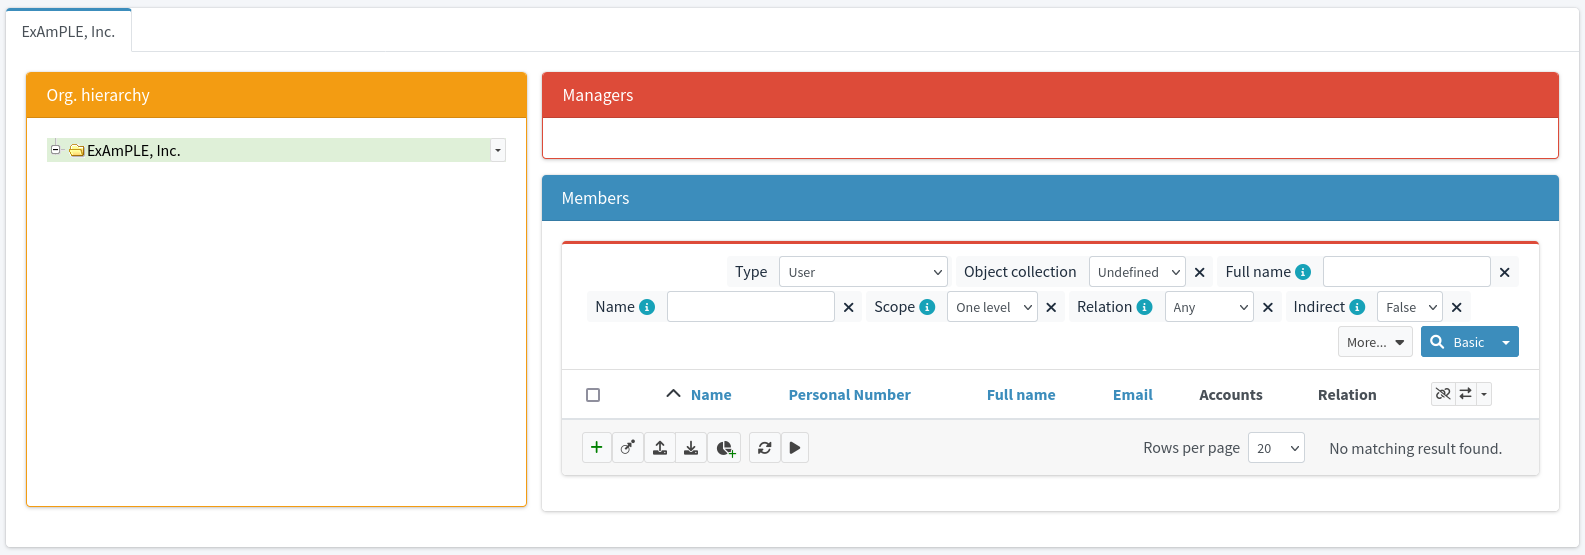 ExAmPLE, Inc.
Org. hierarchy
ExAmPLE, Inc.
Managers
Members
Type User Object collection Undefined Full name
Name Scope One level Relation Any Indirect False
More... Basic
Name Personal Number Full name Email Accounts Relation
Rows per page 20 No matching result found.